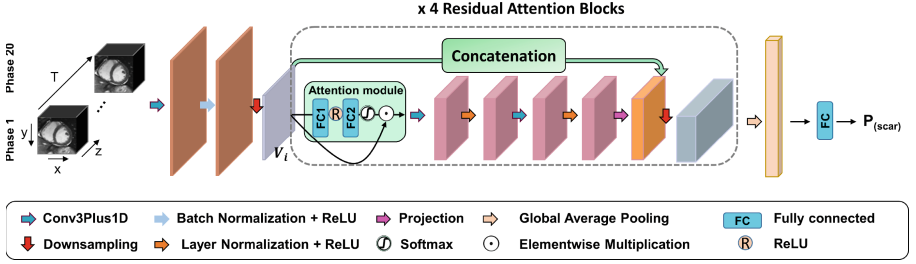 x 4 Residual Attention Blocks
Phase 20
Phase 1
T
y
x
z
Concatenation
Attention module
FC1
R
FC2
V_i
FC
P(scar)
Conv3Plus1D
Batch Normalization + ReLU
Projection
Global Average Pooling
FC
Fully connected
Downsampling
Layer Normalization + ReLU
Softmax
Elementwise Multiplication
R
ReLU